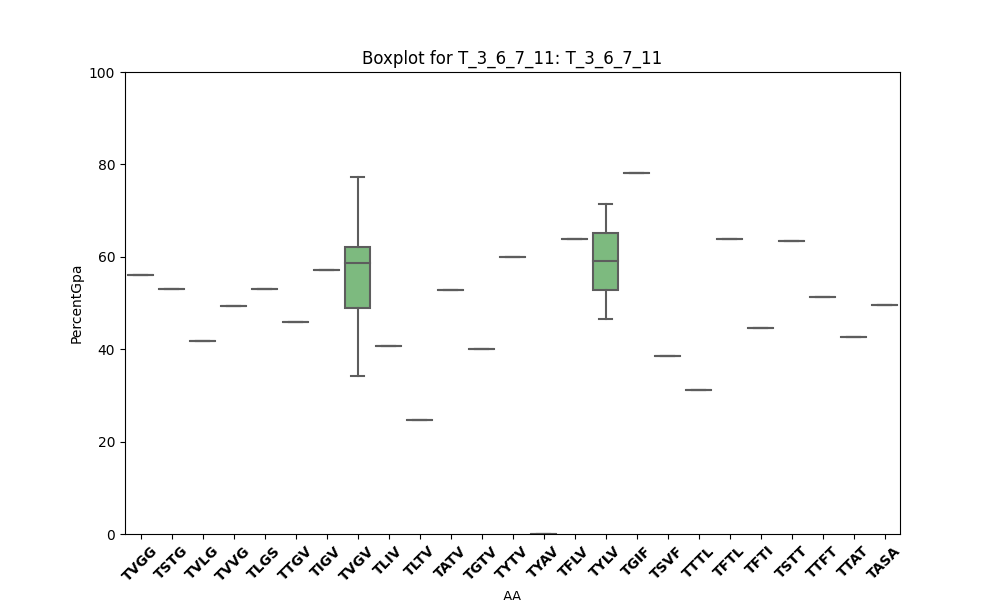 Boxplot for T_3_6_7_11: T_3_6_7_11
100
80
60
40
20
0
PercentGpa
TVGG
TSTG
TVLG
TVVG
TLGS
TTGV
TIGV
TVGV
TLIV
TLTV
TATV
TGTV
TYTV
TYAV
TFLV
TYLV
TGIF
TSVF
TTTL
TFTL
TFTI
TSTT
TTFT
TTAT
TASA
AA